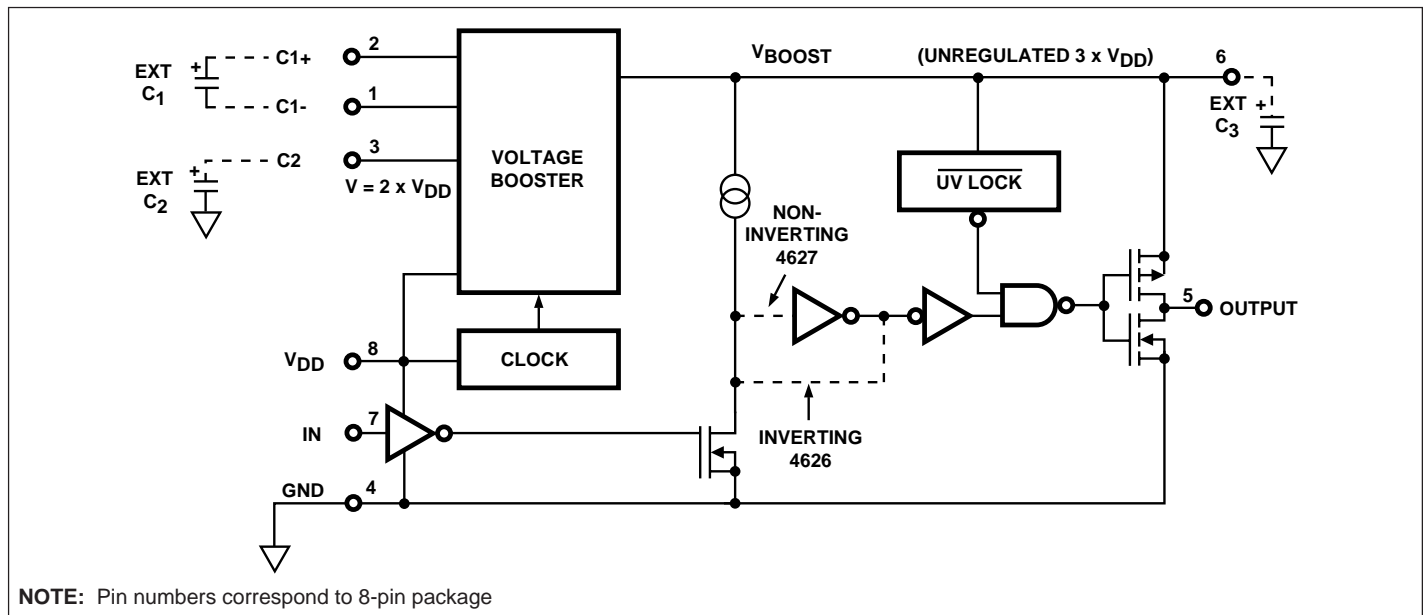 2
C1+
EXT
C1
+
1
C1-
3
C2
EXT
C2
+
V = 2 x VDD
VOLTAGE
BOOSTER
VBOOST
(UNREGULATED 3 x VDD)
6
EXT
C3
+
UV LOCK
NON-
INVERTING
4627
5
OUTPUT
VDD
8
CLOCK
IN
7
INVERTING
4626
GND
4
NOTE: Pin numbers correspond to 8-pin package